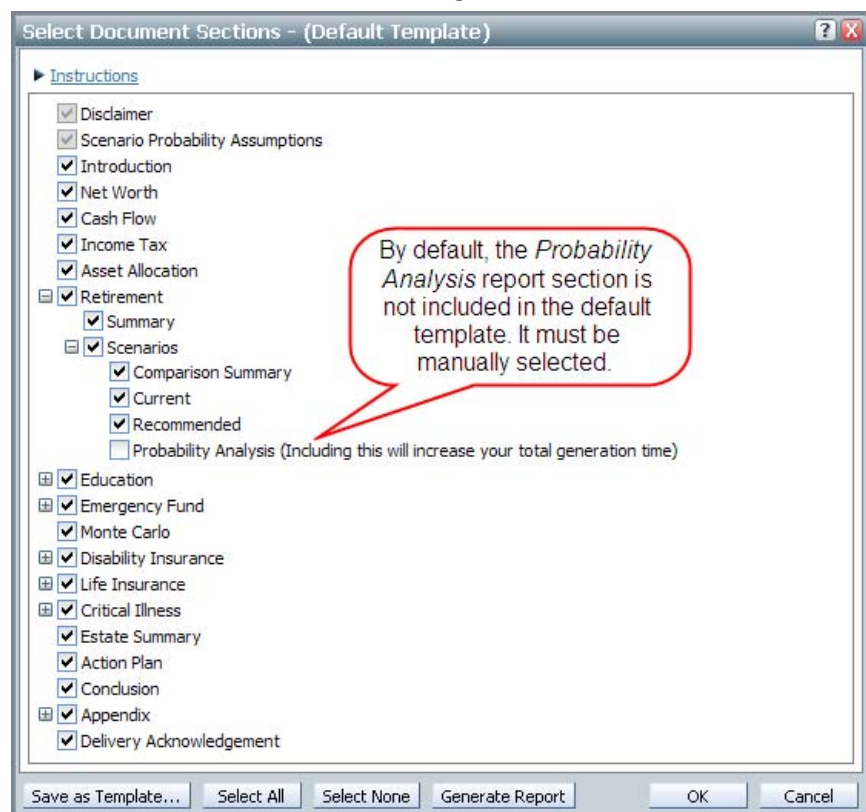 Select Document Sections - (Default Template)
Instructions
Disclaimer
Scenario Probability Assumptions
Introduction
Net Worth
Cash Flow
Income Tax
Asset Allocation
Retirement
Summary
Scenarios
Comparison Summary
Current
Recommended
Probability Analysis (Including this will increase your total generation time)
By default, the Probability
Analysis report section is
not included in the default
template. It must be
manually selected.
Education
Emergency Fund
Monte Carlo
Disability Insurance
Life Insurance
Critical Illness
Estate Summary
Action Plan
Conclusion
Appendix
Delivery Acknowledgement
Save as Template... Select All Select None Generate Report OK Cancel